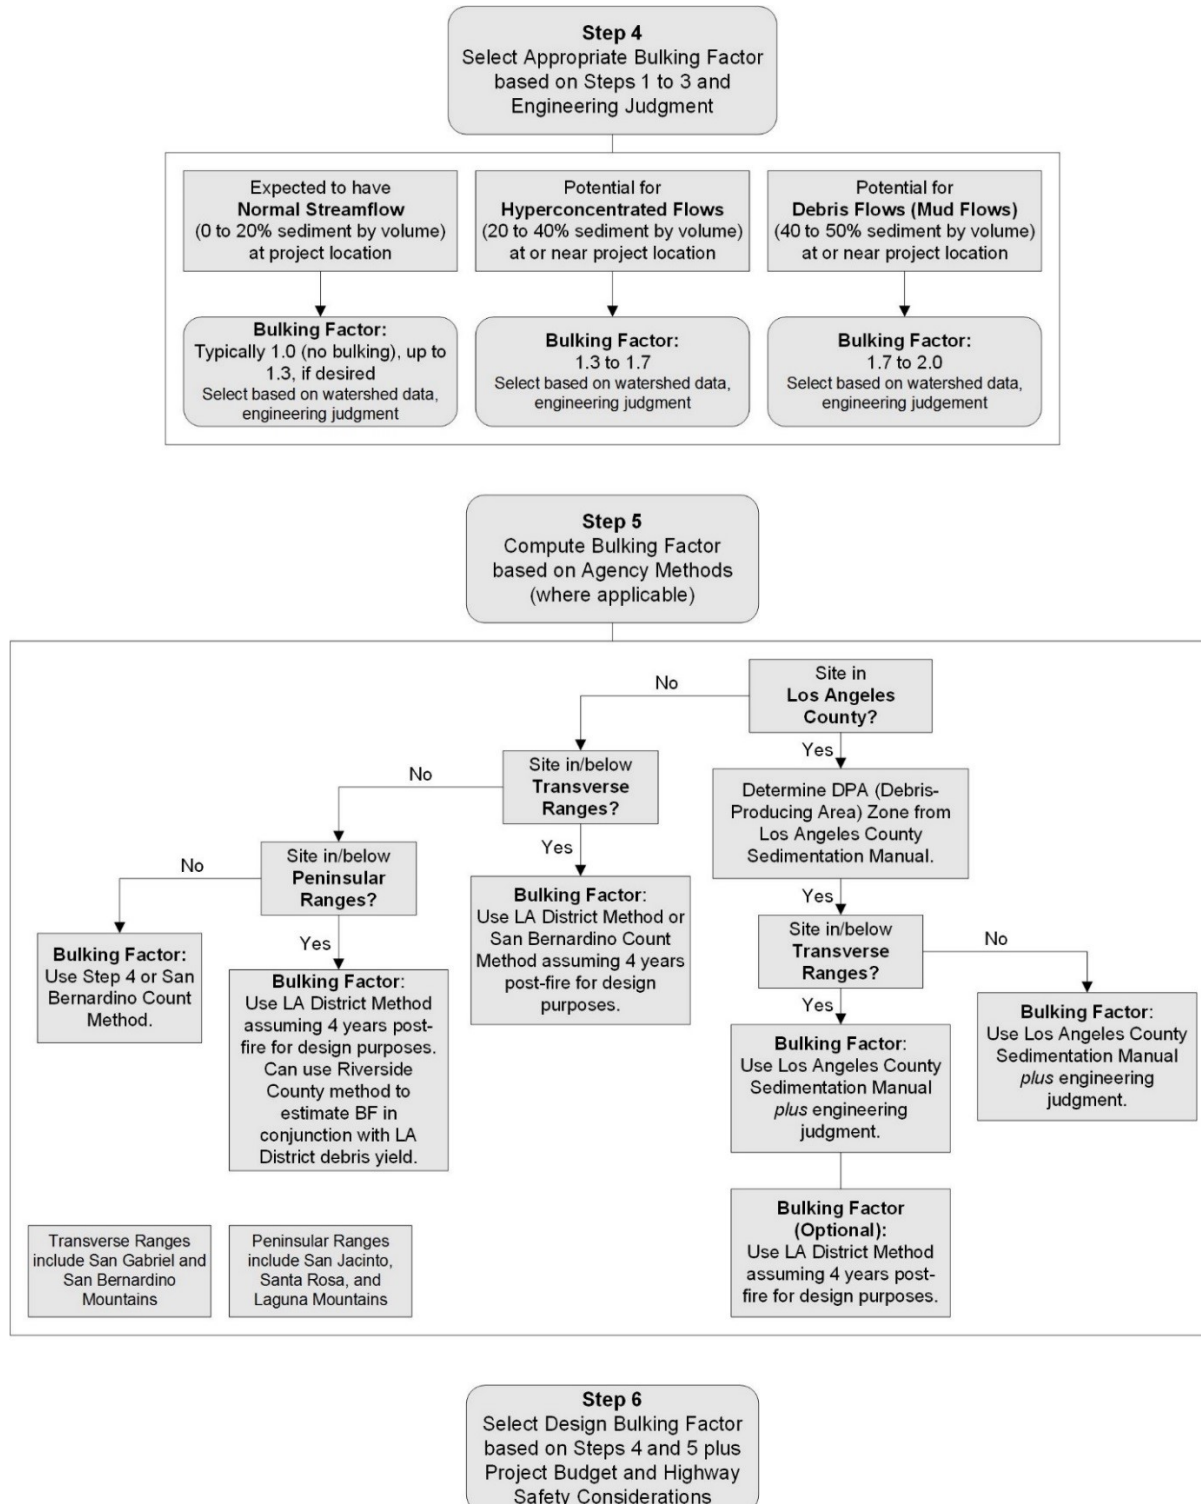 Step 4
Select Appropriate Bulking Factor
based on Steps 1 to 3 and
Engineering Judgment
Expected to have
Normal Streamflow
(0 to 20% sediment by volume)
at project location
Potential for
Hyperconcentrated Flows
(20 to 40% sediment by volume)
at or near project location
Potential for
Debris Flows (Mud Flows)
(40 to 50% sediment by volume)
at or near project location
Bulking Factor:
Typically 1.0 (no bulking), up to
1.3, if desired
Select based on watershed data,
engineering judgment
Bulking Factor:
1.3 to 1.7
Select based on watershed data,
engineering judgment
Bulking Factor:
1.7 to 2.0
Select based on watershed data,
engineering judgement
Step 5
Compute Bulking Factor
based on Agency Methods
(where applicable)
Site in
Los Angeles
County?
No
Yes
Site in/below
Transverse
Ranges?
No
Yes
Determine DPA (Debris-
Producing Area) Zone from
Los Angeles County
Sedimentation Manual.
Yes
Site in/below
Peninsular
Ranges?
No
Yes
Bulking Factor:
Use LA District Method or
San Bernardino Count
Method assuming 4 years
post-fire for design
purposes.
Site in/below
Transverse
Ranges?
No
Yes
Bulking Factor:
Use Step 4 or San
Bernardino Count
Method.
Bulking Factor:
Use LA District Method
assuming 4 years post-
fire for design purposes.
Can use Riverside
County method to
estimate BF in
conjunction with LA
District debris yield.
Bulking Factor:
Use Los Angeles County
Sedimentation Manual
plus engineering
judgment.
Bulking Factor:
Use Los Angeles County
Sedimentation Manual
plus engineering
judgment.
Bulking Factor
(Optional):
Use LA District Method
assuming 4 years post-
fire for design purposes.
Transverse Ranges
include San Gabriel and
San Bernardino
Mountains
Peninsular Ranges
include San Jacinto,
Santa Rosa, and
Laguna Mountains
Step 6
Select Design Bulking Factor
based on Steps 4 and 5 plus
Project Budget and Highway
Safety Considerations